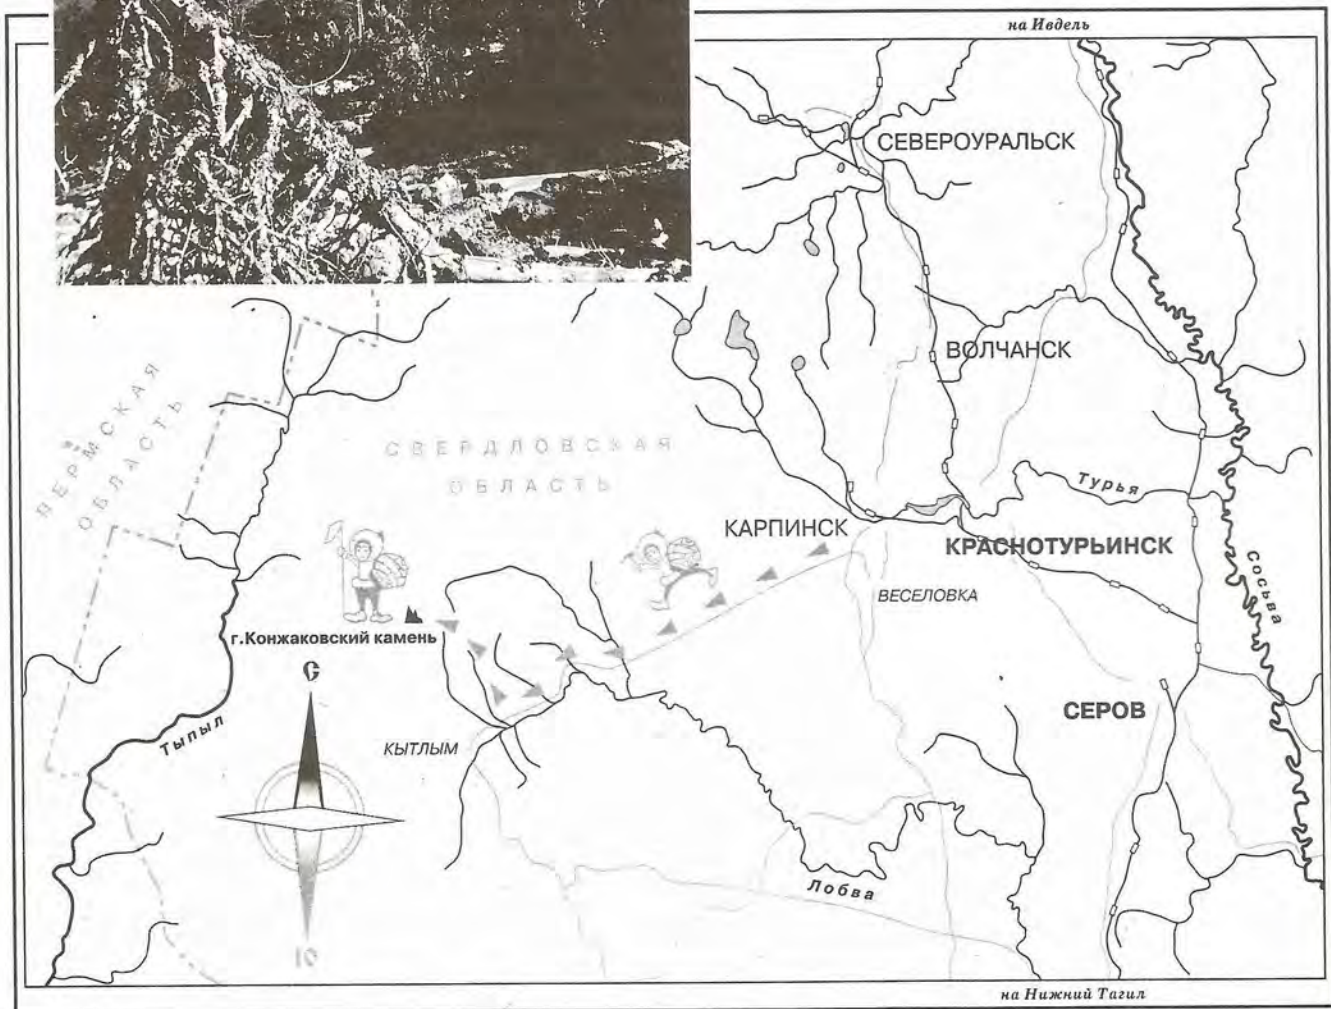 на Ивдель
СЕВЕРОУРАЛЬСК
ВОЛЧАНСК
ПЕРМСКАЯ
ОБЛАСТЬ
СВЕРДЛОВСКАЯ
ОБЛАСТЬ
Турья
КАРПИНСК
КРАСНОТУРЬИНСК
Сосьва
ВЕСЕЛОВКА
г.Конжаковский камень
С
СЕРОВ
Тыпыл
КЫТЛЫМ
Лобва
Ю
на Нижний Тагил